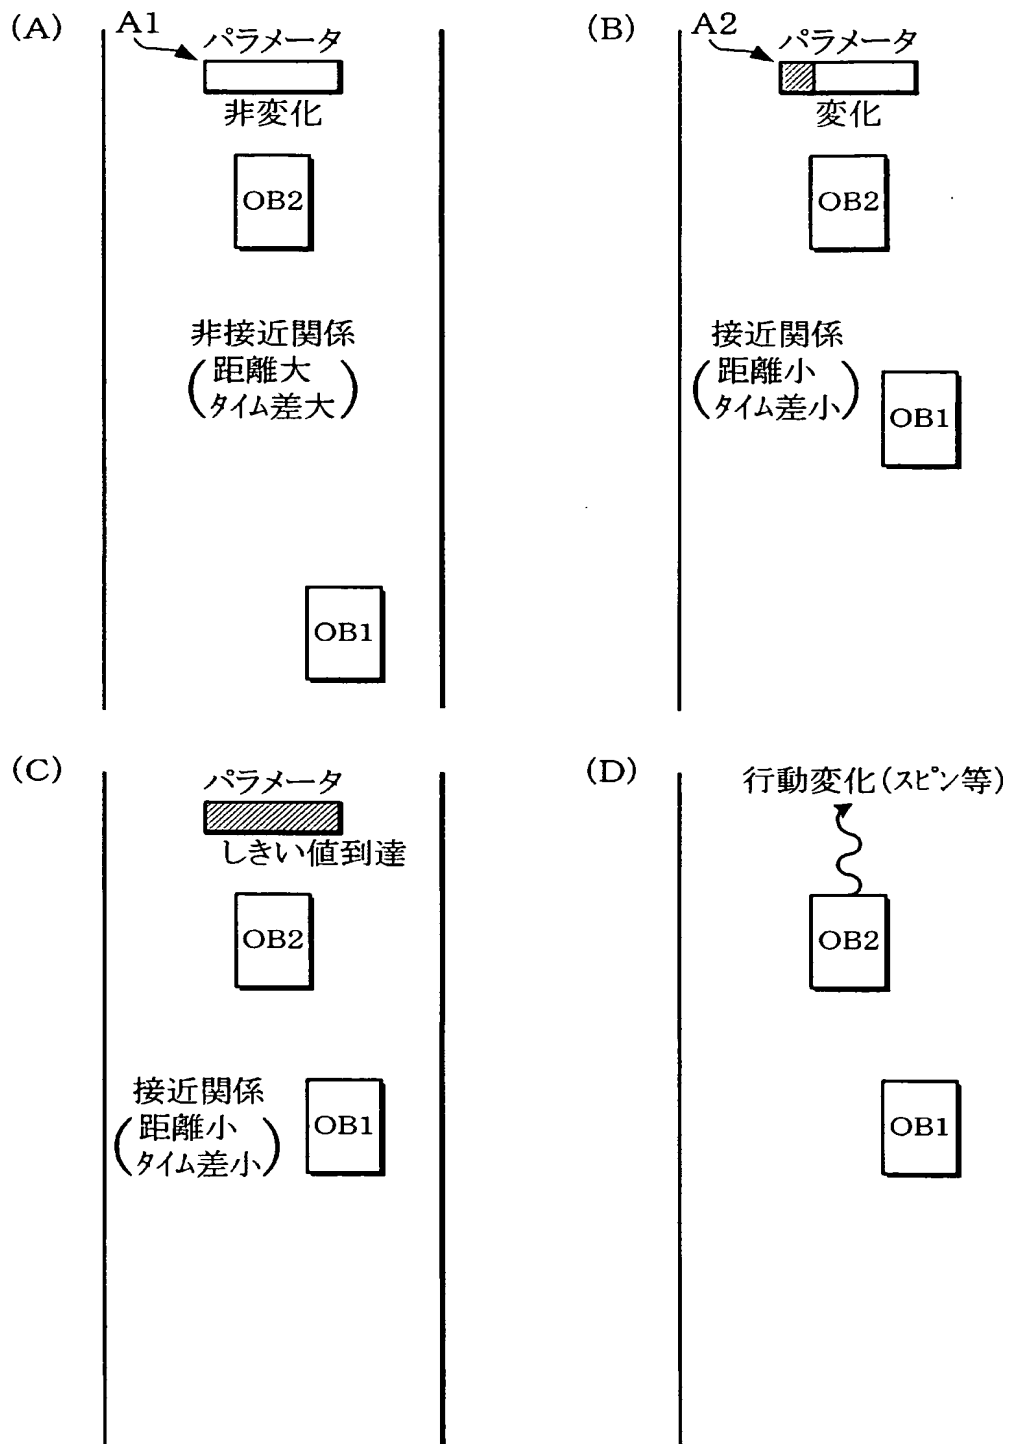 (A)
A1
パラメータ
非変化
OB2
非接近関係
(距離大
タイム差大)
OB1
(B)
A2
パラメータ
変化
OB2
接近関係
(距離小
タイム差小)
OB1
(C)
パラメータ
しきい値到達
OB2
接近関係
(距離小
タイム差小)
OB1
(D)
行動変化(スピン等)
OB2
OB1